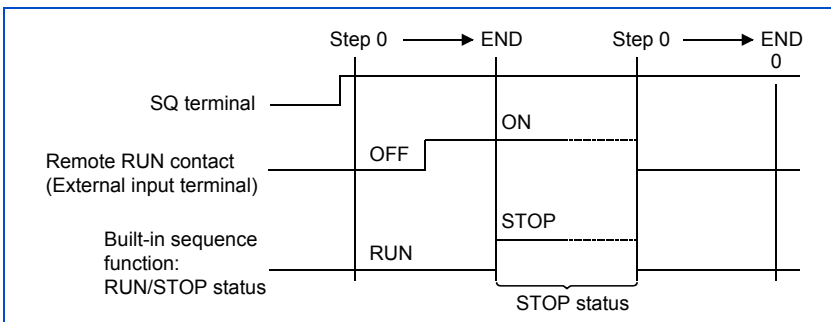 Step 0 END Step 0 END
0
SQ terminal
ON
OFF
Remote RUN contact
(External input terminal)
STOP
Built-in sequence
function:
RUN/STOP status
RUN
STOP status